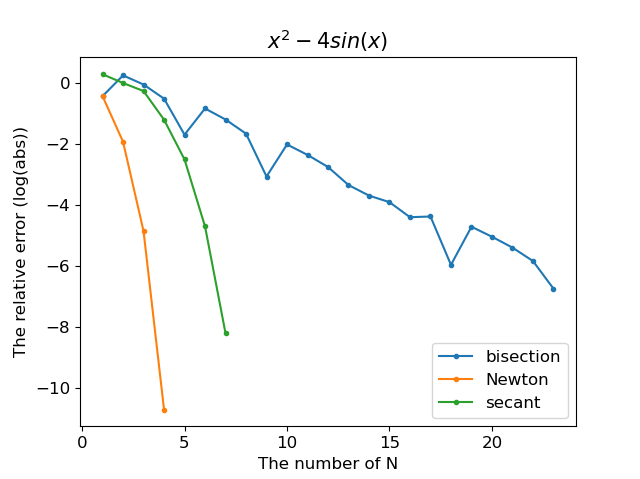 x² − 4sin(x)
The relative error (log(abs))
0
−2
−4
−6
−8
−10
0 5 10 15 20
The number of N
bisection
Newton
secant